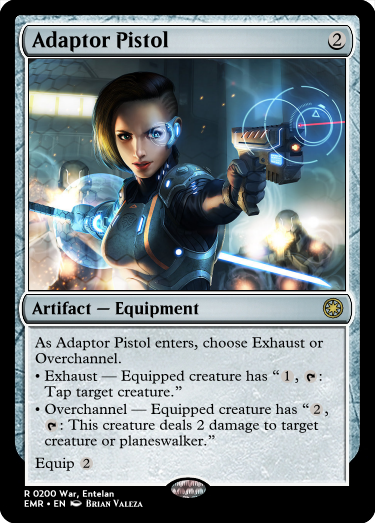 Adaptor Pistol 2
Artifact — Equipment
As Adaptor Pistol enters, choose Exhaust or
Overchannel.
• Exhaust — Equipped creature has “ 1 , :
Tap target creature.”
• Overchannel — Equipped creature has “ 2 ,
: This creature deals 2 damage to target
creature or planeswalker.”
Equip 2
R 0200 War, Entelan
EMR • EN Brian Valeza